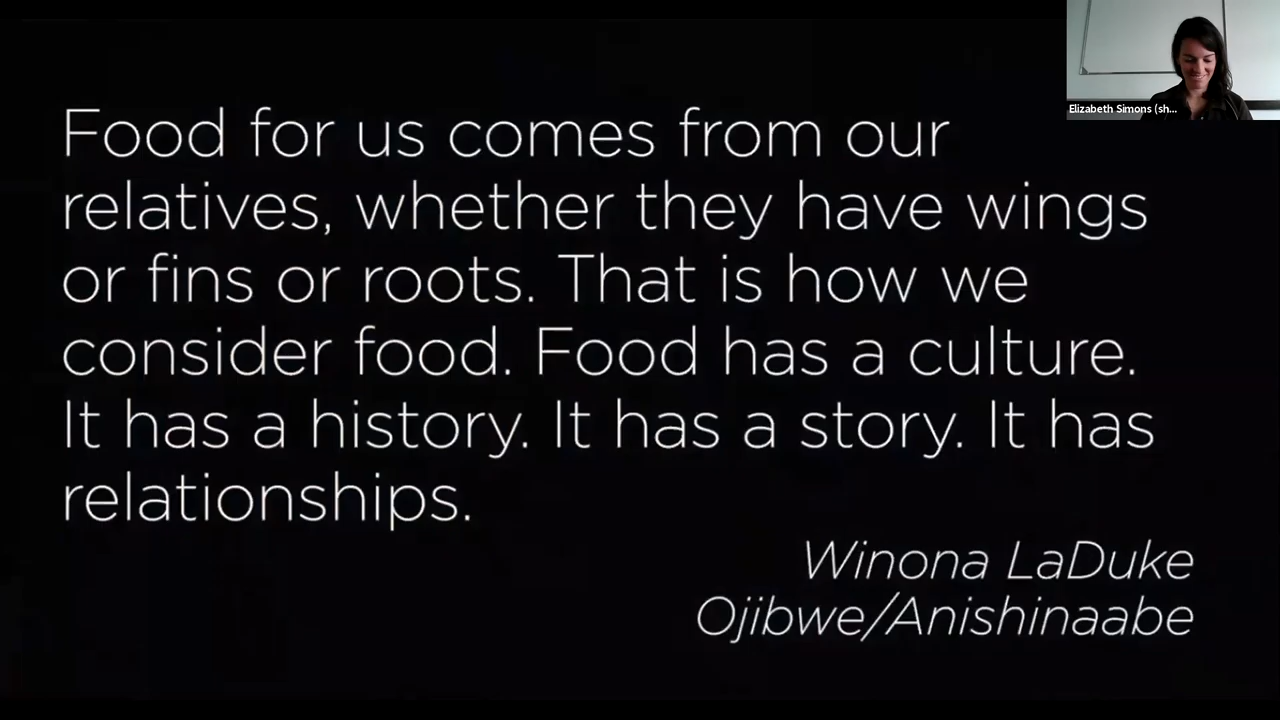 Elizabeth Simons (sh...
Food for us comes from our
relatives, whether they have wings
or fins or roots. That is how we
consider food. Food has a culture.
It has a history. It has a story. It has
relationships.
Winona LaDuke
Ojibwe/Anishinaabe